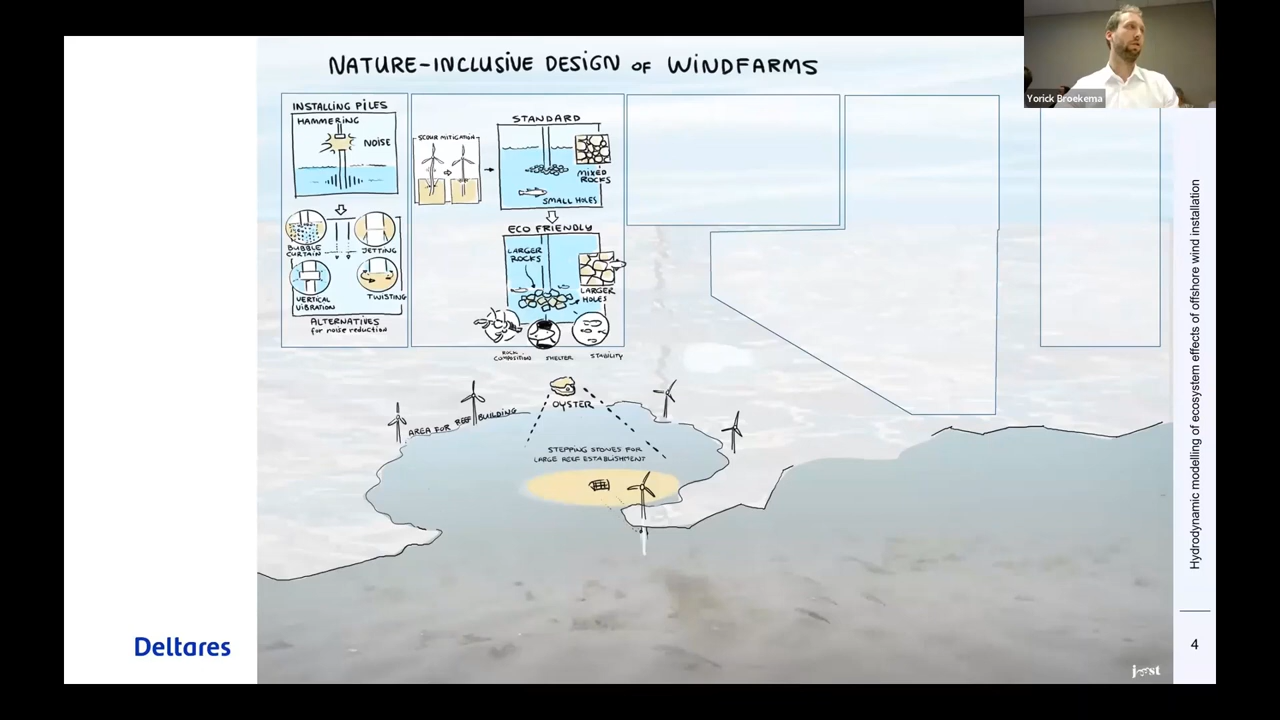 Yorick Broekema
NATURE-INCLUSIVE DESIGN OF WINDFARMS
INSTALLING PILES
HAMMERING
NOISE
BUBBLE
CURTAIN
JETTING
VERTICAL
VIBRATION
TWISTING
ALTERNATIVES
for noise reduction
SCOUR MITIGATION
STANDARD
MIXED
ROCKS
SMALL HOLES
ECO FRIENDLY
LARGER
ROCKS
LARGER
HOLES
ROCK
COMPOSITION
SHELTER
STABILITY
OYSTER
AREA FOR REEF BUILDING
STEPPING STONES FOR
LARGE REEF ESTABLISHMENT
Hydrodynamic modelling of ecosystem effects of offshore wind installation
4
Deltares
jost